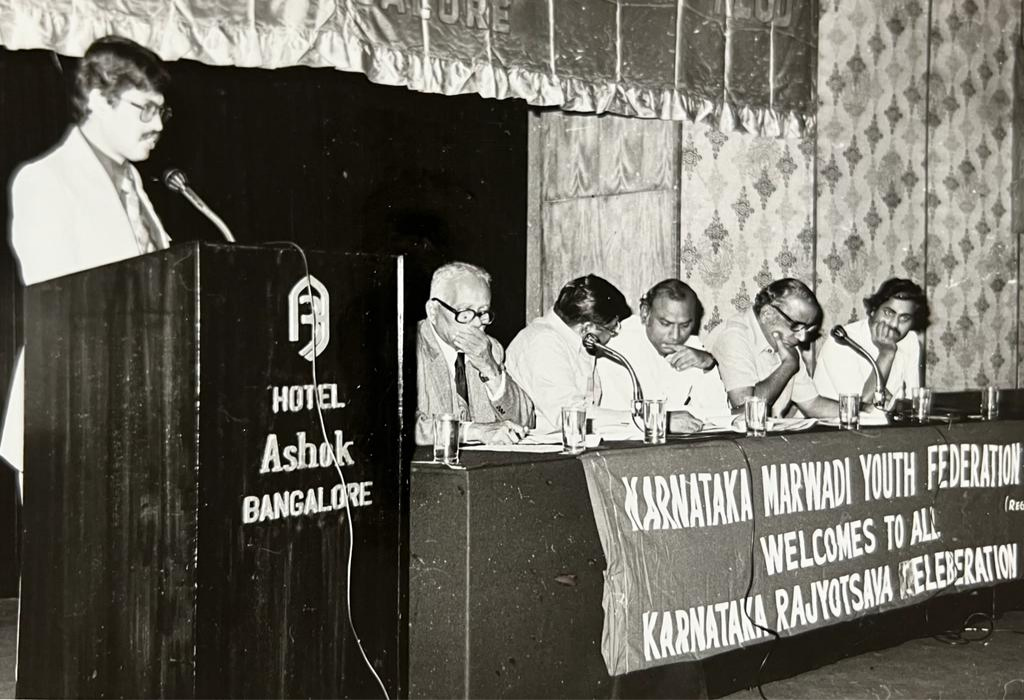 HOTEL
Ashok
BANGALORE
KARNATAKA MARWADI YOUTH FEDERATION
WELCOMES TO ALL
KARNATAKA RAJYOTSAVA CELEBERATION